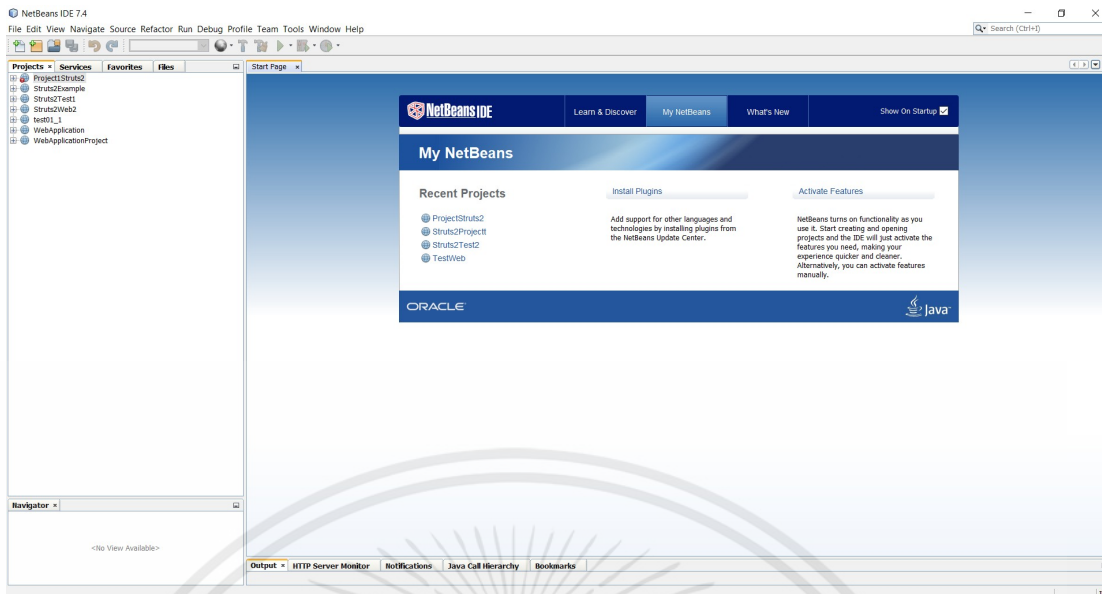 NetBeans IDE 7.4
File Edit View Navigate Source Refactor Run Debug Profile Team Tools Window Help
Search (Ctrl+I)
Projects Services Favorites Files
Start Page
Project1Struts2
Struts2Example
Struts2Test1
Struts2Web2
test01_1
WebApplication
WebApplicationProject
NetBeans IDE
Learn & Discover
My NetBeans
What's New
Show On Startup
My NetBeans
Recent Projects
ProjectStruts2
Struts2Projectt
Struts2Test2
TestWeb
Install Plugins
Add support for other languages and
technologies by installing plugins from
the NetBeans Update Center.
Activate Features
NetBeans turns on functionality as you
use it. Start creating and opening
projects and the IDE will just activate the
features you need, making your
experience quicker and cleaner.
Alternatively, you can activate features
manually.
ORACLE
Java
Navigator
<No View Available>
Output HTTP Server Monitor Notifications Java Call Hierarchy Bookmarks